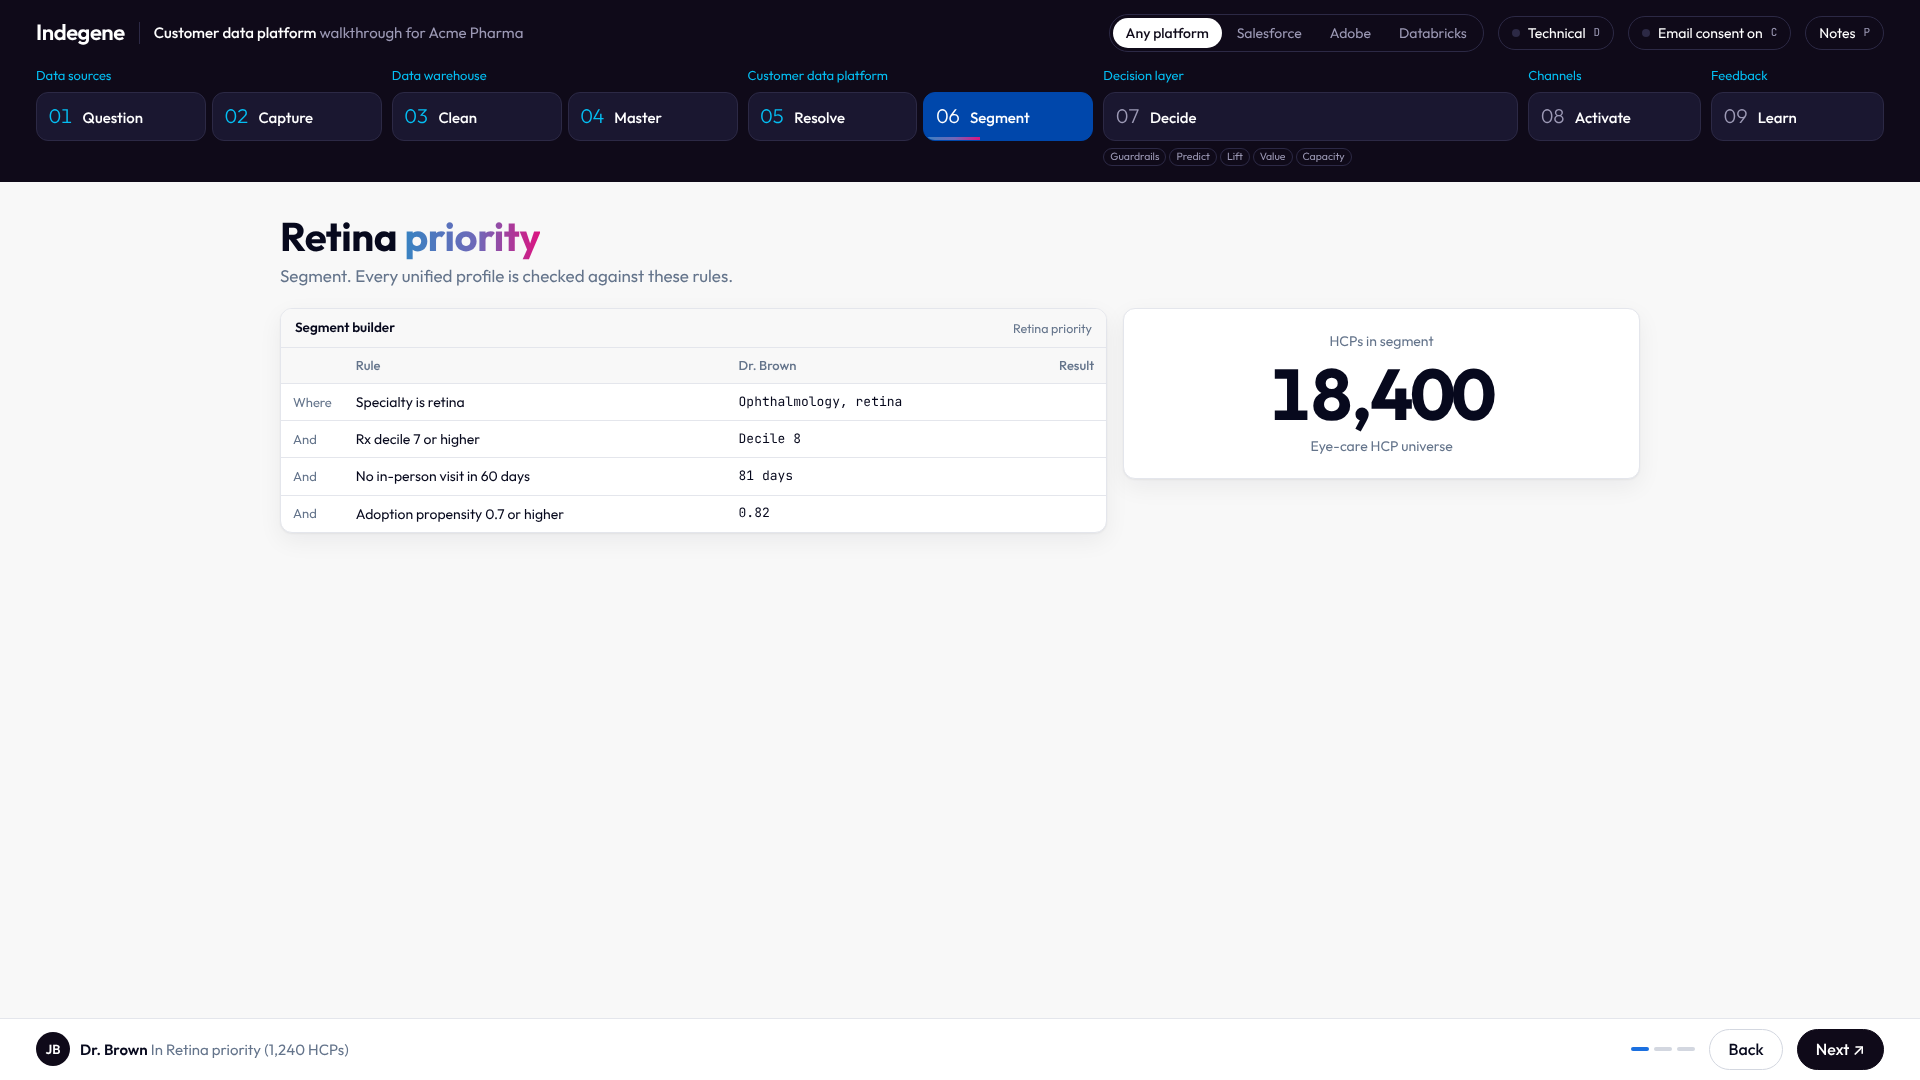 Indegene
Customer data platform walkthrough for Acme Pharma
Any platform
Salesforce
Adobe
Databricks
Technical D
Email consent on C
Notes P
Data sources
Data warehouse
Customer data platform
Decision layer
Channels
Feedback
01 Question
02 Capture
03 Clean
04 Master
05 Resolve
06 Segment
07 Decide
08 Activate
09 Learn
Guardrails
Predict
Lift
Value
Capacity
Retina priority
Segment. Every unified profile is checked against these rules.
Segment builder
Retina priority
Rule Dr. Brown Result
Where Specialty is retina Ophthalmology, retina
And Rx decile 7 or higher Decile 8
And No in-person visit in 60 days 81 days
And Adoption propensity 0.7 or higher 0.82
HCPs in segment
18,400
Eye-care HCP universe
JB
Dr. Brown In Retina priority (1,240 HCPs)
Back
Next ↗